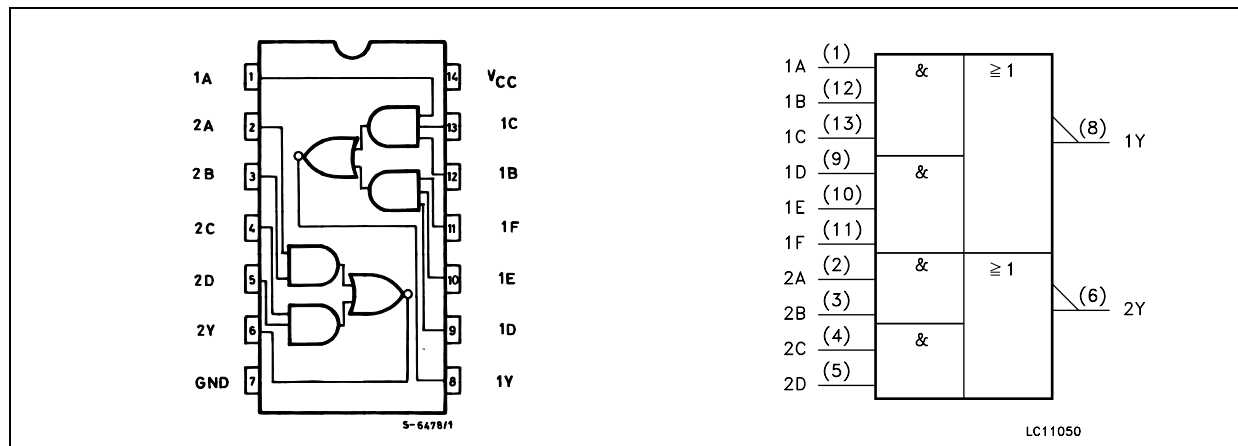 1A 1 14 VCC
2A 2 13 1C
2B 3 12 1B
2C 4 11 1F
2D 5 10 1E
2Y 6 9 1D
GND 7 8 1Y
S-6478/1
1A (1) & ≧1
1B (12)
1C (13) (8) 1Y
1D (9) &
1E (10)
1F (11)
2A (2) & ≧1
2B (3) (6) 2Y
2C (4) &
2D (5)
LC11050